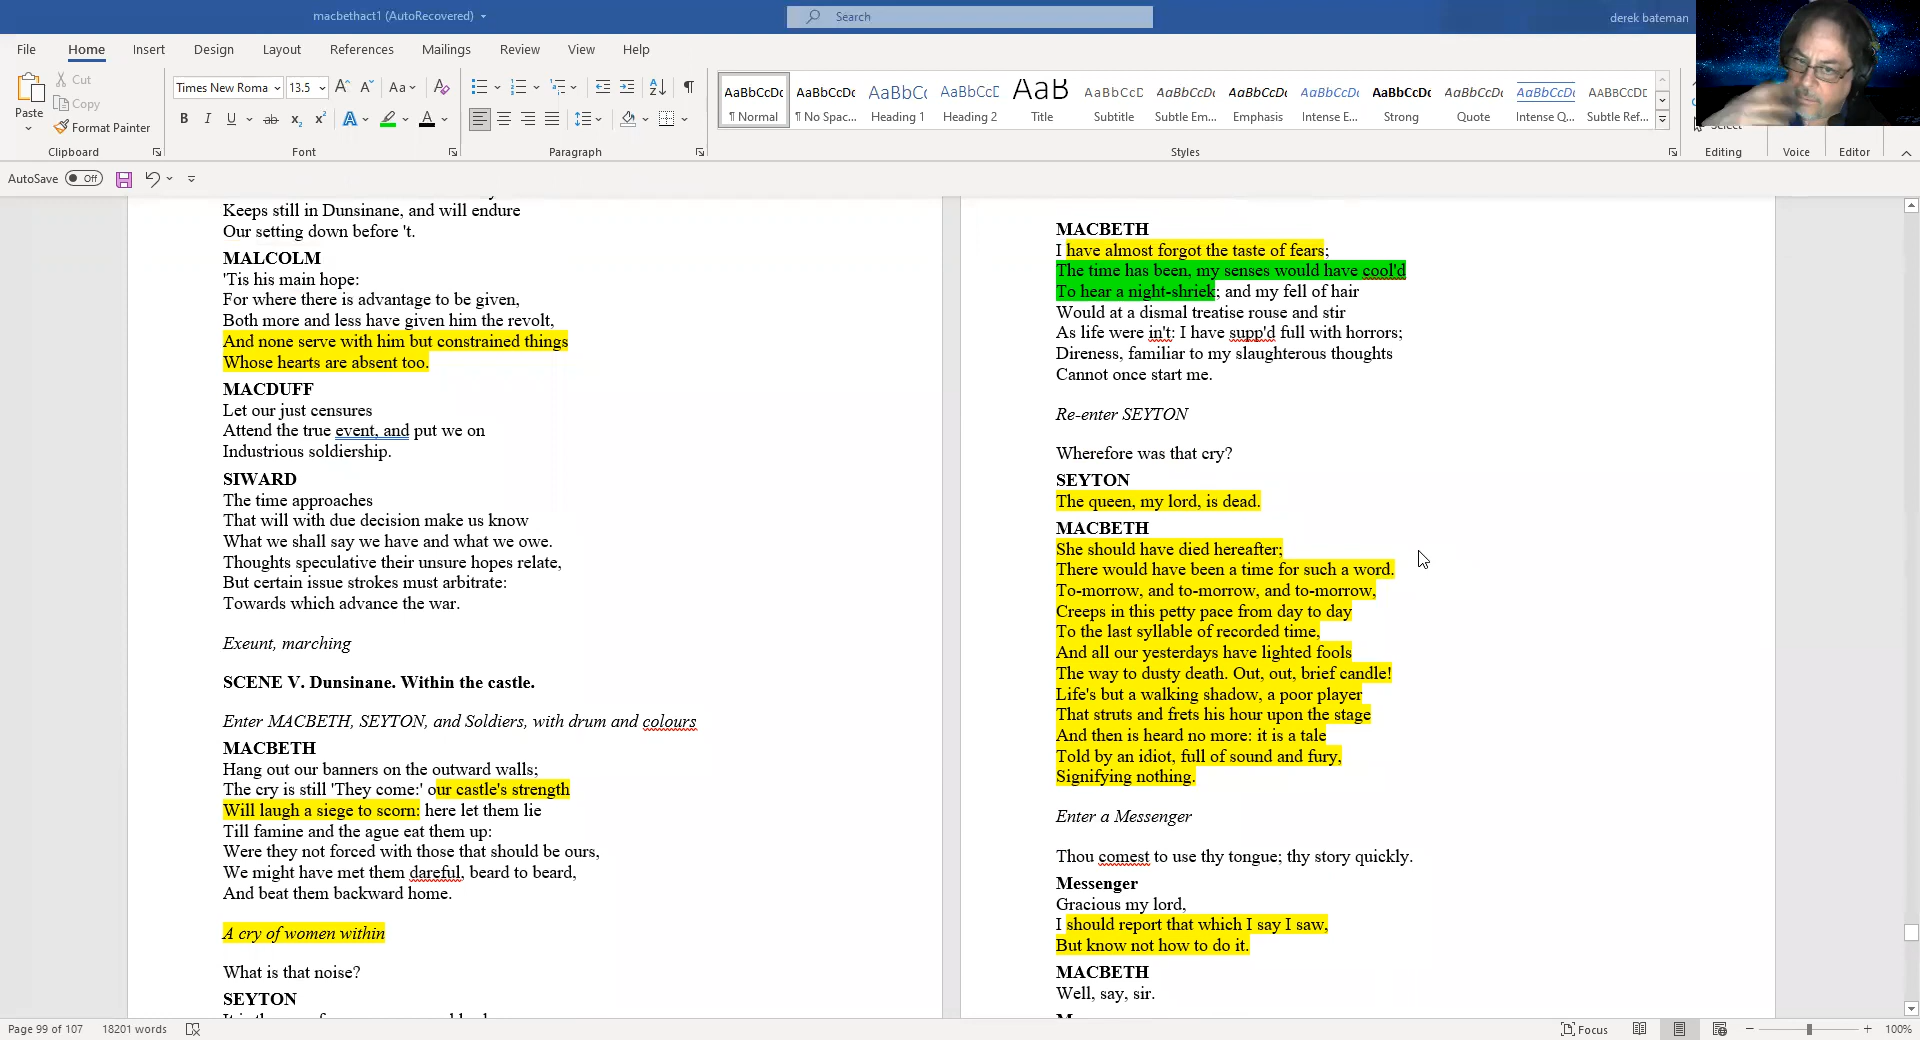 macbethact1 (AutoRecovered)
Search
derek bateman
File Home Insert Design Layout References Mailings Review View Help
Paste
Cut
Copy
Format Painter
Times New Roma 13.5
AaBbCcDc AaBbCcDc AaBbCc AaBbCcD AaB AaBbCcD AaBbCcDc AaBbCcDc AaBbCcDc AaBbCcDc AaBbCcDc AaBbCcDc AaBbCcDc
¶ Normal ¶ No Spac... Heading 1 Heading 2 Title Subtitle Subtle Em... Emphasis Intense E... Strong Quote Intense Q... Subtle Ref...
Select
Clipboard Font Paragraph Styles Editing Voice Editor
AutoSave Off
Keeps still in Dunsinane, and will endure
Our setting down before 't.
MALCOLM
'Tis his main hope:
For where there is advantage to be given,
Both more and less have given him the revolt,
And none serve with him but constrained things
Whose hearts are absent too.
MACDUFF
Let our just censures
Attend the true event, and put we on
Industrious soldiership.
SIWARD
The time approaches
That will with due decision make us know
What we shall say we have and what we owe.
Thoughts speculative their unsure hopes relate,
But certain issue strokes must arbitrate:
Towards which advance the war.
Exeunt, marching
SCENE V. Dunsinane. Within the castle.
Enter MACBETH, SEYTON, and Soldiers, with drum and colours
MACBETH
Hang out our banners on the outward walls;
The cry is still 'They come:' our castle's strength
Will laugh a siege to scorn: here let them lie
Till famine and the ague eat them up:
Were they not forced with those that should be ours,
We might have met them dareful, beard to beard,
And beat them backward home.
A cry of women within
What is that noise?
SEYTON
MACBETH
I have almost forgot the taste of fears;
The time has been, my senses would have cool'd
To hear a night-shriek; and my fell of hair
Would at a dismal treatise rouse and stir
As life were in't: I have supp'd full with horrors;
Direness, familiar to my slaughterous thoughts
Cannot once start me.
Re-enter SEYTON
Wherefore was that cry?
SEYTON
The queen, my lord, is dead.
MACBETH
She should have died hereafter;
There would have been a time for such a word.
To-morrow, and to-morrow, and to-morrow,
Creeps in this petty pace from day to day
To the last syllable of recorded time,
And all our yesterdays have lighted fools
The way to dusty death. Out, out, brief candle!
Life's but a walking shadow, a poor player
That struts and frets his hour upon the stage
And then is heard no more: it is a tale
Told by an idiot, full of sound and fury,
Signifying nothing.
Enter a Messenger
Thou comest to use thy tongue; thy story quickly.
Messenger
Gracious my lord,
I should report that which I say I saw,
But know not how to do it.
MACBETH
Well, say, sir.
Page 99 of 107 18201 words
Focus
100%